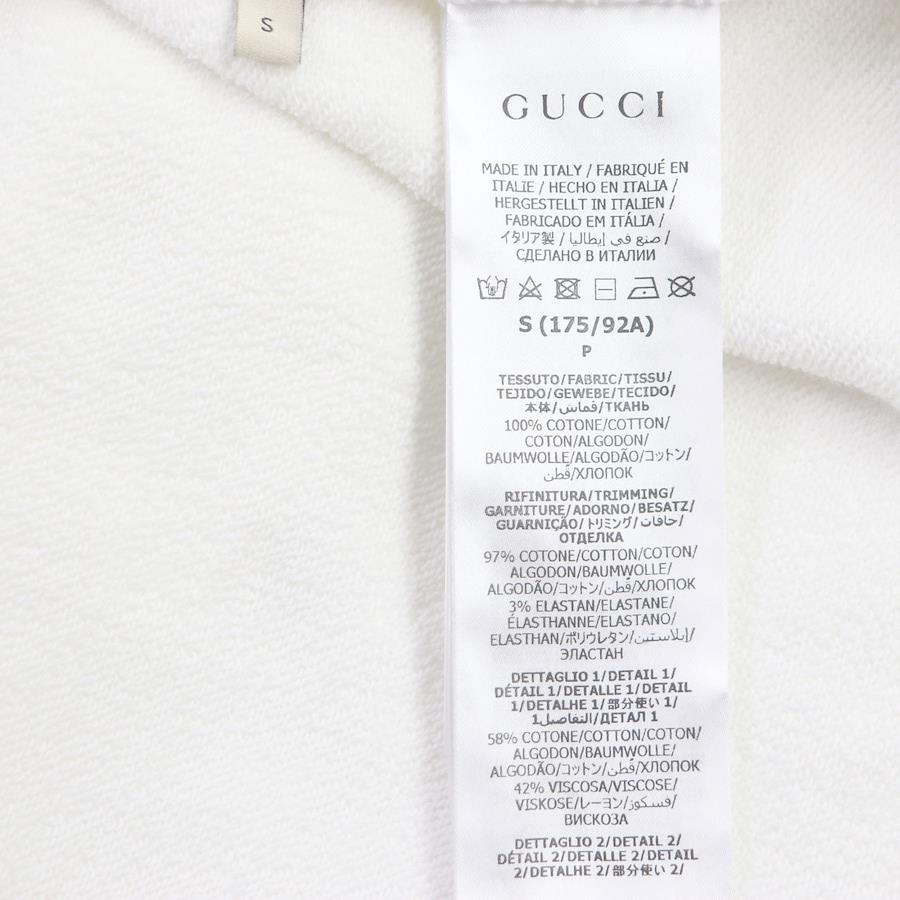 S
GUCCI
MADE IN ITALY / FABRIQUÉ EN
ITALIE / HECHO EN ITALIA /
HERGESTELLT IN ITALIEN /
FABRICADO EM ITÁLIA /
イタリア製 / صنع في إيطاليا /
СДЕЛАНО В ИТАЛИИ
S (175/92A)
P
TESSUTO/FABRIC/TISSU/
TEJIDO/GEWEBE/TECIDO/
本体/قماش/ТКАНЬ
100% COTONE/COTTON/
COTON/ALGODON/
BAUMWOLLE/ALGODÃO/コットン/
قطن/ХЛОПОК
RIFINITURA/TRIMMING/
GARNITURE/ADORNO/BESATZ/
GUARNIÇÃO/トリミング/حافات/
ОТДЕЛКА
97% COTONE/COTTON/COTON/
ALGODON/BAUMWOLLE/
ALGODÃO/コットン/قطن/ХЛОПОК
3% ELASTAN/ELASTANE/
ÉLASTHANNE/ELASTANO/
ELASTHAN/ポリウレタン/إيلاستين/
ЭЛАСТАН
DETTAGLIO 1/DETAIL 1/
DÉTAIL 1/DETALLE 1/DETAIL
1/DETALHE 1/部分使い 1/
التفاصيل1/ДЕТАЛ 1
58% COTONE/COTTON/COTON/
ALGODON/BAUMWOLLE/
ALGODÃO/コットン/قطن/ХЛОПОК
42% VISCOSA/VISCOSE/
VISKOSE/レーヨン/فسكوز/
ВИСКОЗА
DETTAGLIO 2/DETAIL 2/
DÉTAIL 2/DETALLE 2/DETAIL
2/DETALHE 2/部分使い 2/